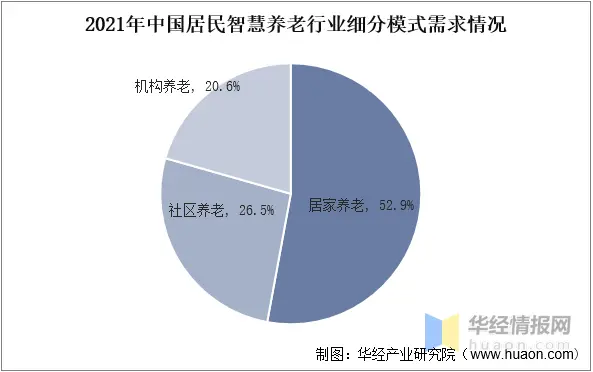 2021年中国居民智慧养老行业细分模式需求情况
机构养老, 20.6%
居家养老, 52.9%
社区养老, 26.5%
华经情报网
huaon.com
制图：华经产业研究院（www.huaon.com)